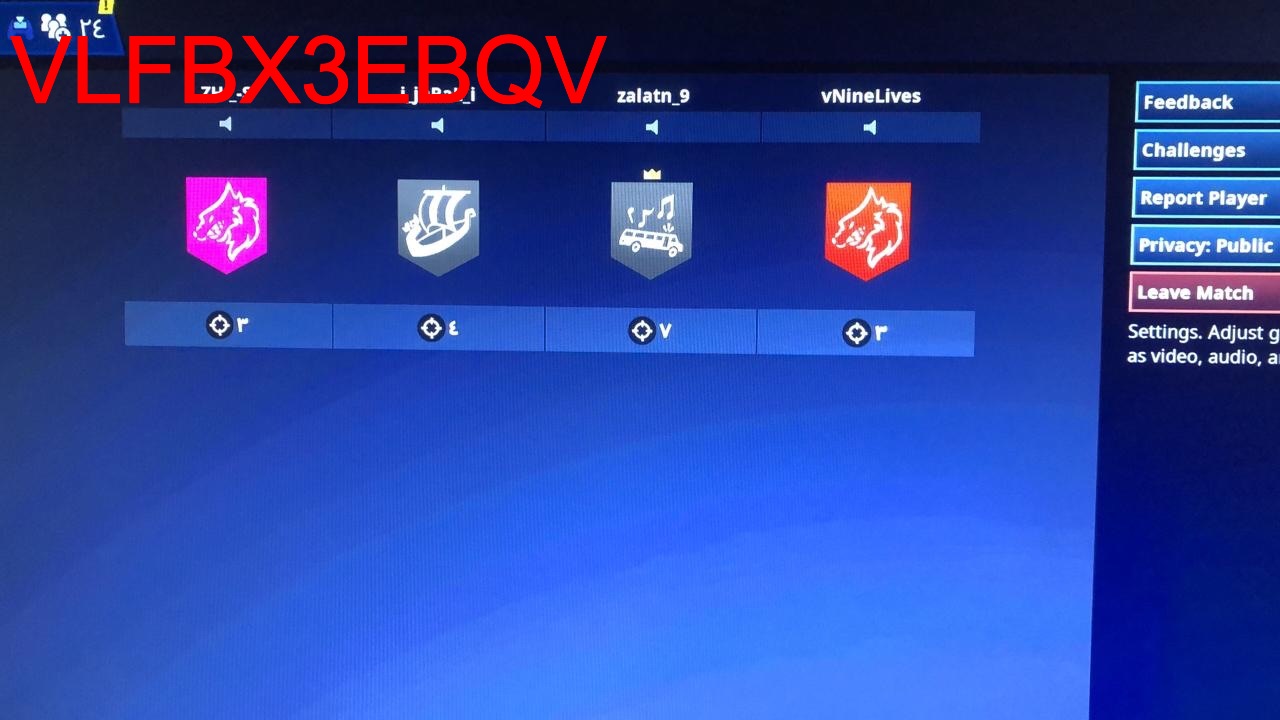 !
٢٤
VLFBX3EBQV
zalatn_9
vNineLives
٣
٤
٧
٣
Feedback
Challenges
Report Player
Privacy: Public
Leave Match
Settings. Adjust
as video, audio,